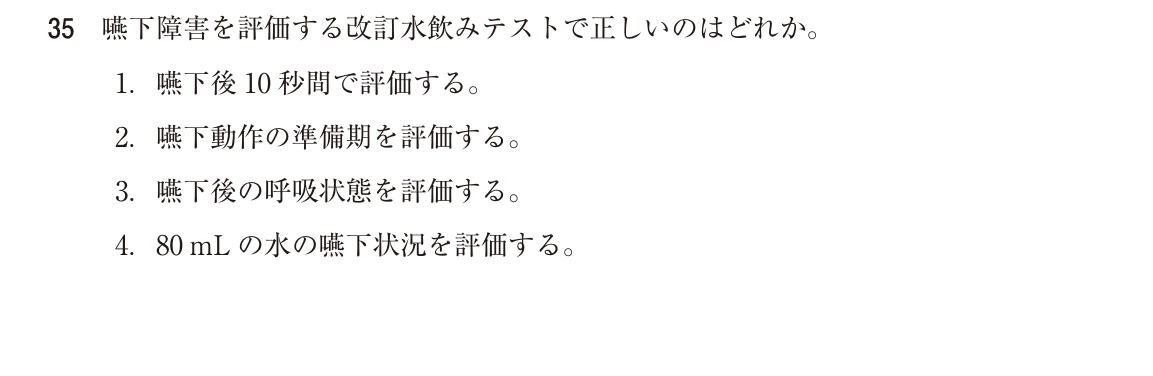 35 嚥下障害を評価する改訂水飲みテストで正しいのはどれか。
1. 嚥下後 10 秒間で評価する。
2. 嚥下動作の準備期を評価する。
3. 嚥下後の呼吸状態を評価する。
4. 80 mL の水の嚥下状況を評価する。